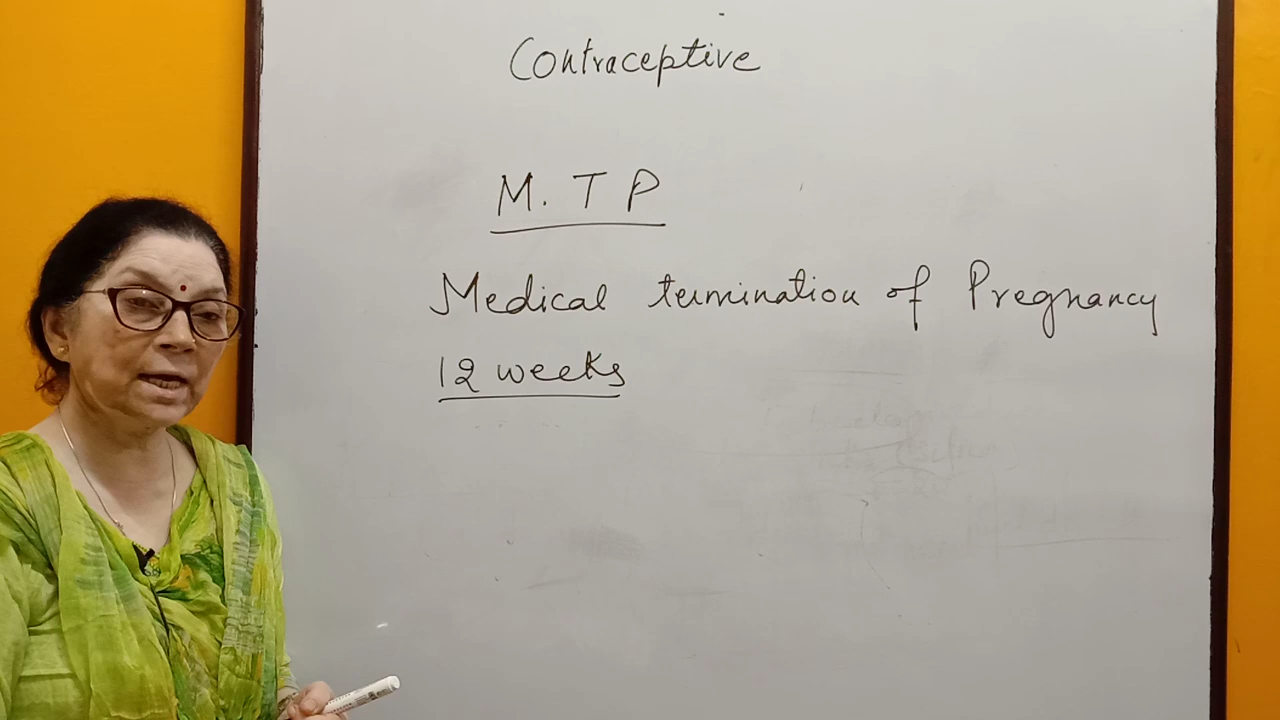 Contraceptive
M. T P
Medical termination of Pregnancy
12 weeks